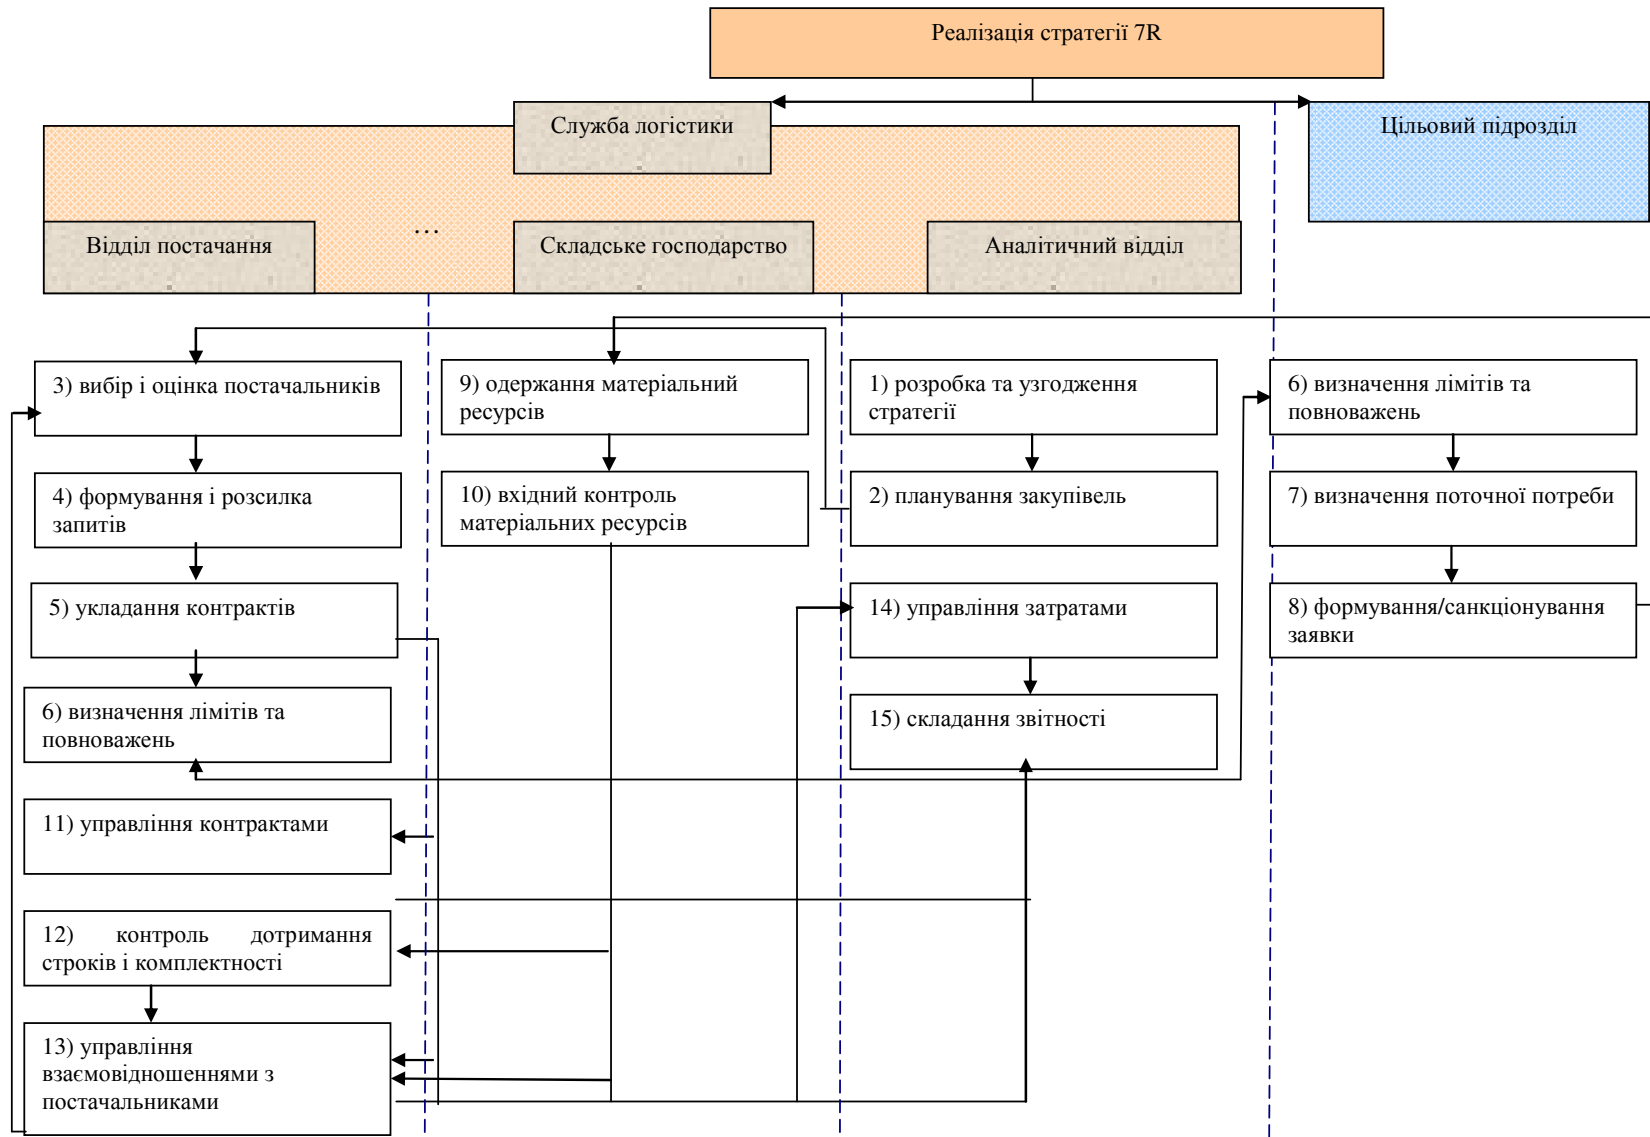 Реалізація стратегії 7R
Служба логістики
Цільовий підрозділ
Відділ постачання
…
Складське господарство
Аналітичний відділ
3) вибір і оцінка постачальників
4) формування і розсилка
запитів
5) укладання контрактів
6) визначення лімітів та
повноважень
11) управління контрактами
12) контроль дотримання
строків і комплектності
13) управління
взаємовідношеннями з
постачальниками
9) одержання матеріальний
ресурсів
10) вхідний контроль
матеріальних ресурсів
1) розробка та узгодження
стратегії
2) планування закупівель
14) управління затратами
15) складання звітності
6) визначення лімітів та
повноважень
7) визначення поточної потреби
8) формування/санкціонування
заявки